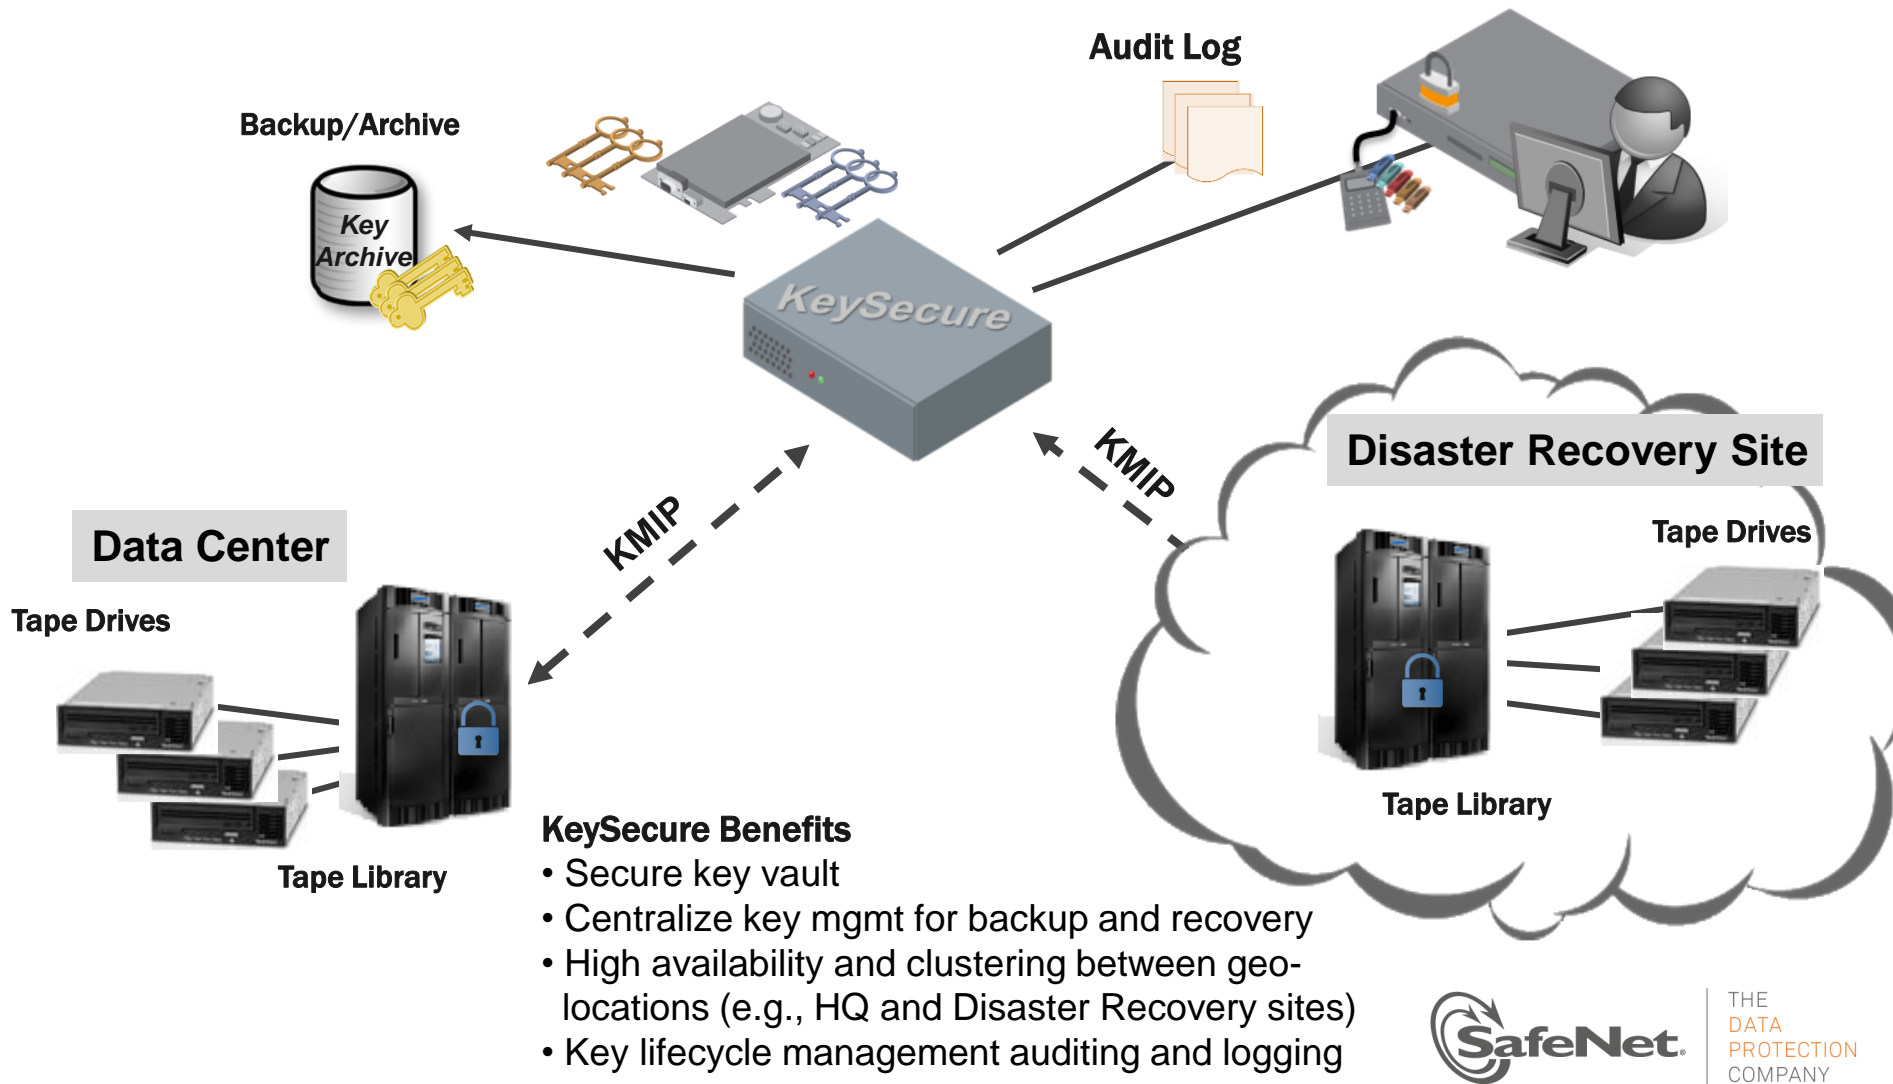 Audit Log
Backup/Archive
Key
Archive
KeySecure
KMIP
KMIP
Disaster Recovery Site
Tape Drives
Tape Library
Data Center
Tape Drives
Tape Library
KeySecure Benefits
• Secure key vault
• Centralize key mgmt for backup and recovery
• High availability and clustering between geo-
locations (e.g., HQ and Disaster Recovery sites)
• Key lifecycle management auditing and logging
SafeNet.
THE
DATA
PROTECTION
COMPANY